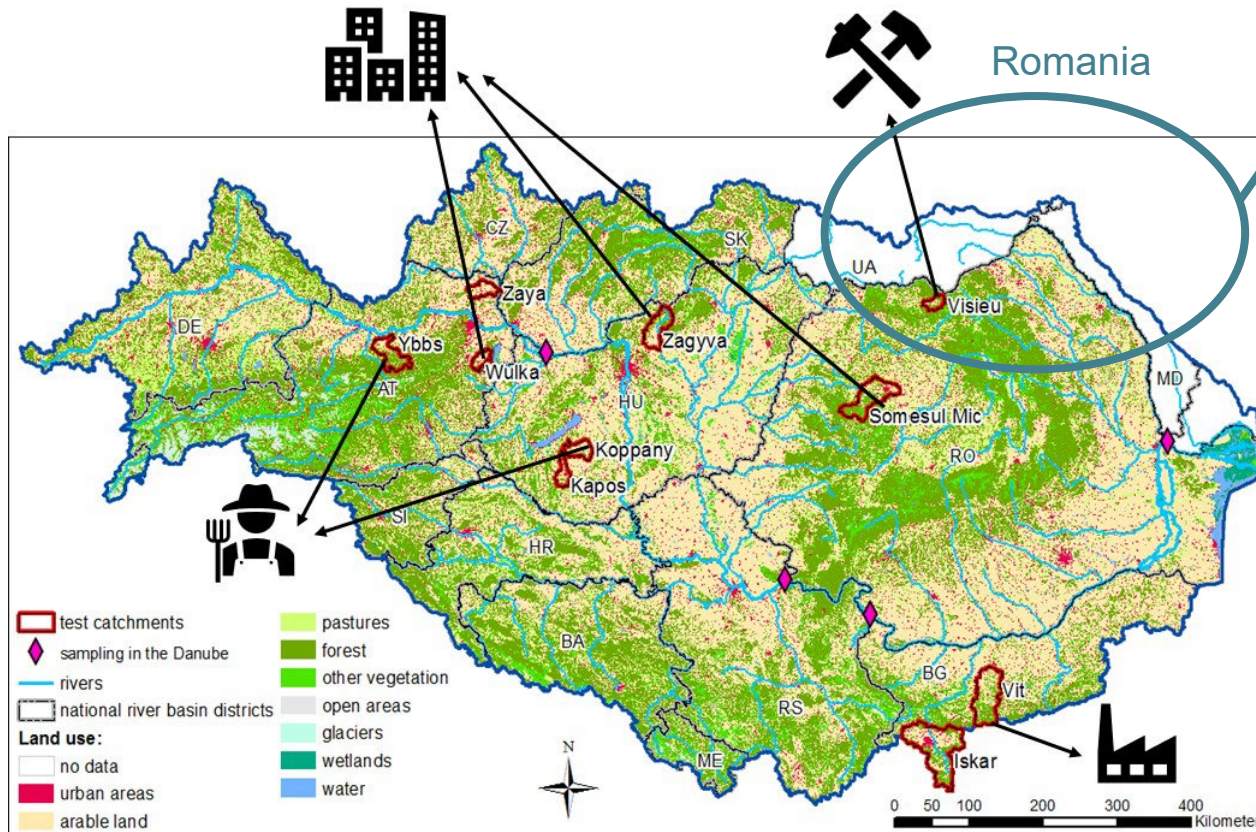 Romania
CZ
SK
UA
Zaya
Visieu
DE
Ybbs
Zagyva
Wulka
MD
AT
HU
Somesul Mic
Koppány
RO
Kapos
SI
HR
test catchments
pastures
sampling in the Danube
forest
BA
rivers
other vegetation
BG
Vit
national river basin districts
open areas
RS
Land use:
glaciers
no data
wetlands
N
ME
Iskar
urban areas
water
arable land
0 50 100 200 300 400
Kilomete